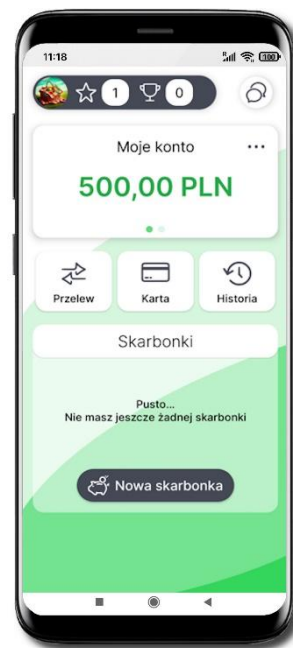 11:18
100
1
0
Moje konto
500,00 PLN
Przelew
Karta
Historia
Skarbonki
Pusto...
Nie masz jeszcze żadnej skarbonki
Nowa skarbonka